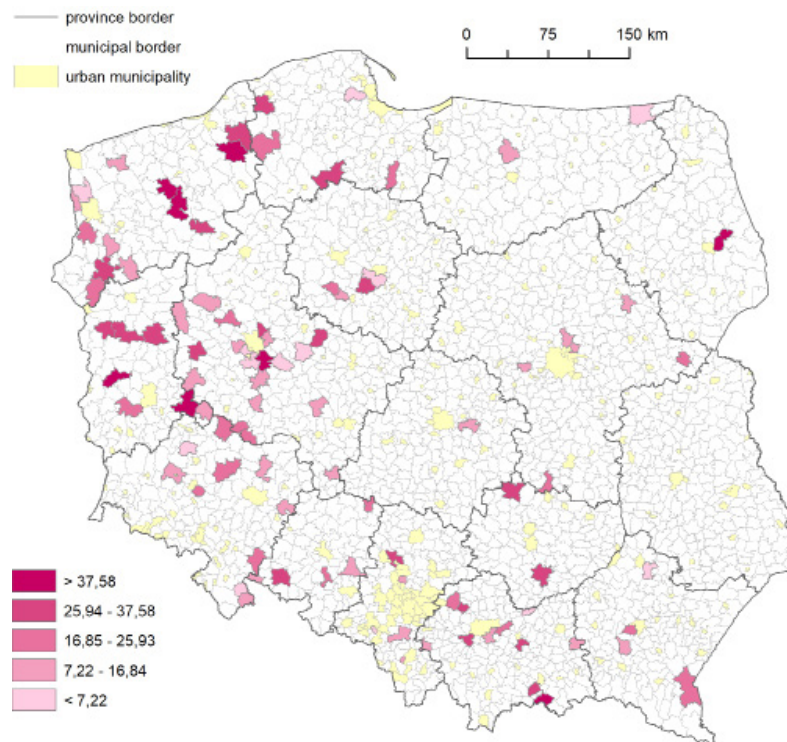 province border
municipal border
urban municipality
0 75 150 km
> 37,58
25,94 - 37,58
16,85 - 25,93
7,22 - 16,84
< 7,22